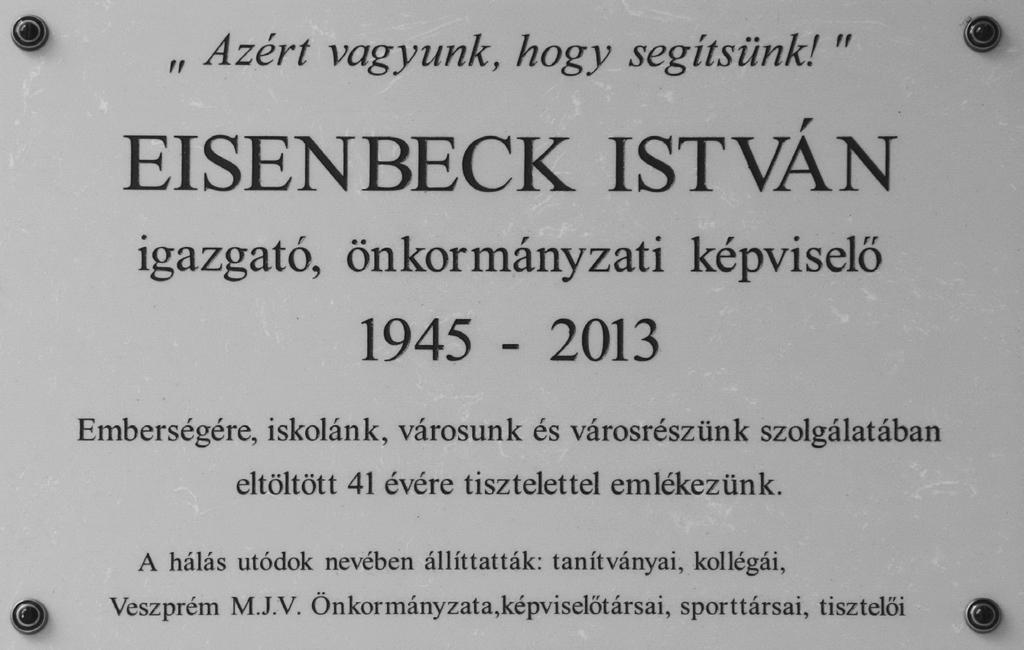 „ Azért vagyunk, hogy segítsünk! "
EISENBECK ISTVÁN
igazgató, önkormányzati képviselő
1945 - 2013
Emberségére, iskolánk, városunk és városrészünk szolgálatában
eltöltött 41 évére tisztelettel emlékezünk.
A hálás utódok nevében állíttatták: tanítványai, kollégái,
Veszprém M.J.V. Önkormányzata,képviselőtársai, sporttársai, tisztelői